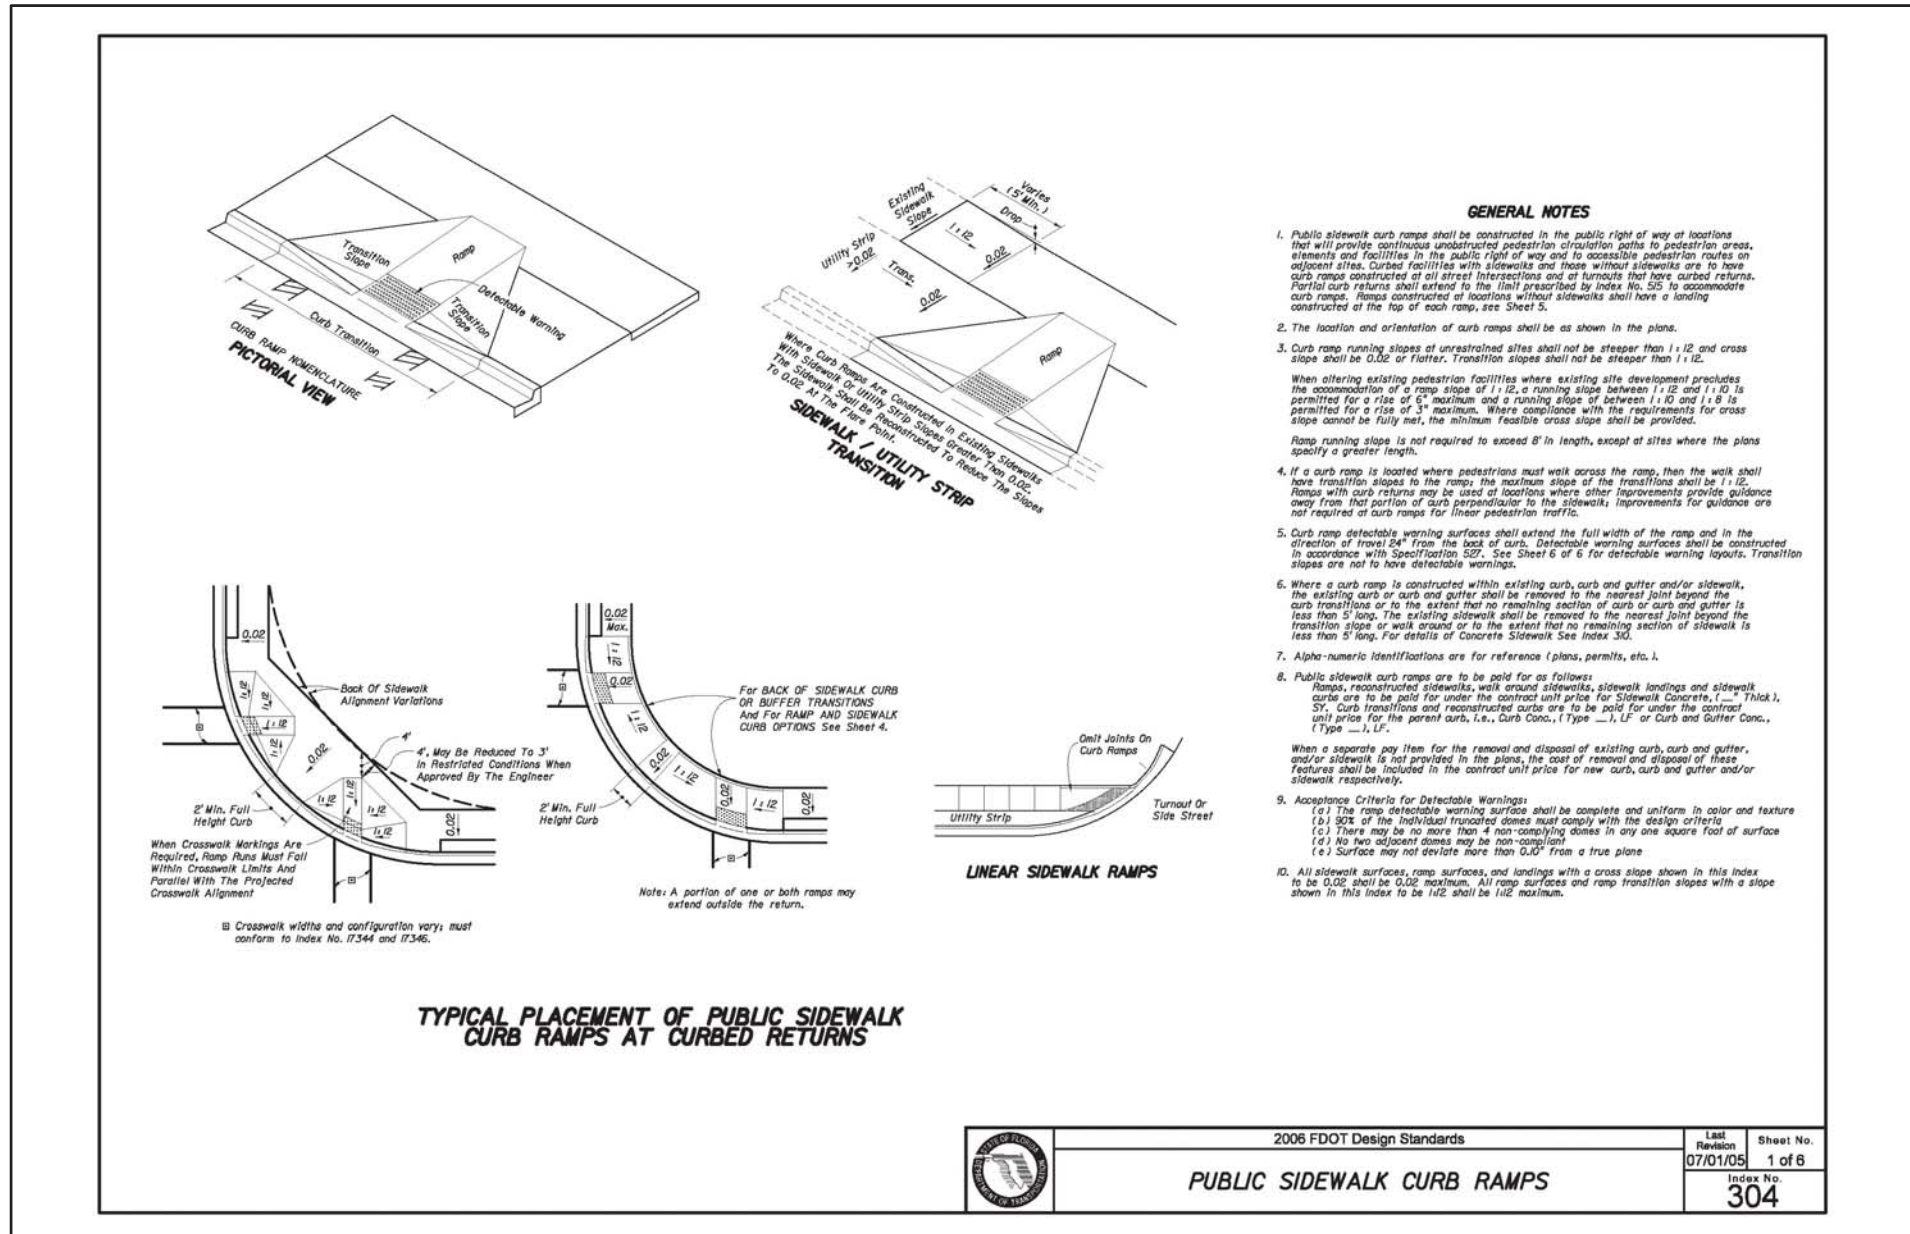 Transition
Slope
Ramp
Detectable Warning
Transition
Slope
Curb Transition
CURB RAMP NOMENCLATURE
PICTORIAL VIEW
Existing
Sidewalk
Slope
Varies
(5' Min.)
Drop
1:12
0.02
Utility Strip
>0.02
Trans.
0.02
Ramp
Where Curb Ramps Are Constructed In Existing Sidewalks
With Sidewalk Or Utility Strip Slopes Greater Than 0.02,
The Sidewalk Shall Be Reconstructed To Reduce The Slopes
To 0.02 At The Flare Point.
SIDEWALK / UTILITY STRIP
TRANSITION
GENERAL NOTES
1. Public sidewalk curb ramps shall be constructed in the public right of way at locations
that will provide continuous unobstructed pedestrian circulation paths to pedestrian areas,
elements and facilities in the public right of way and to accessible pedestrian routes on
adjacent sites. Curbed facilities with sidewalks and those without sidewalks are to have
curb ramps constructed at all street intersections and at turnouts that have curbed returns.
Partial curb returns shall extend to the limit prescribed by Index No. 515 to accommodate
curb ramps. Ramps constructed at locations without sidewalks shall have a landing
constructed at the top of each ramp, see Sheet 5.
2. The location and orientation of curb ramps shall be as shown in the plans.
3. Curb ramp running slopes at unrestrained sites shall not be steeper than 1:12 and cross
slope shall be 0.02 or flatter. Transition slopes shall not be steeper than 1:12.
When altering existing pedestrian facilities where existing site development precludes
the accommodation of a ramp slope of 1:12, a running slope between 1:12 and 1:10 is
permitted for a rise of 6" maximum and a running slope of between 1:10 and 1:8 is
permitted for a rise of 3" maximum. Where compliance with the requirements for cross
slope cannot be fully met, the minimum feasible cross slope shall be provided.
Ramp running slope is not required to exceed 8' in length, except at sites where the plans
specify a greater length.
4. If a curb ramp is located where pedestrians must walk across the ramp, then the walk shall
have transition slopes to the ramp; the maximum slope of the transitions shall be 1:12.
Ramps with curb returns may be used at locations where other improvements provide guidance
away from that portion of curb perpendicular to the sidewalk; improvements for guidance are
not required at curb ramps for linear pedestrian traffic.
5. Curb ramp detectable warning surfaces shall extend the full width of the ramp and in the
direction of travel 24" from the back of curb. Detectable warning surfaces shall be constructed
in accordance with Specification 527. See Sheet 6 of 6 for detectable warning layouts. Transition
slopes are not to have detectable warnings.
6. Where a curb ramp is constructed within existing curb, curb and gutter and/or sidewalk,
the existing curb or curb and gutter shall be removed to the nearest joint beyond the
curb transitions or to the extent that no remaining section of curb or curb and gutter is
less than 5' long. The existing sidewalk shall be removed to the nearest joint beyond the
transition slope or walk around or to the extent that no remaining section of sidewalk is
less than 5' long. For details of Concrete Sidewalk See Index 310.
7. Alpha-numeric identifications are for reference (plans, permits, etc.).
8. Public sidewalk curb ramps are to be paid for as follows:
Ramps, reconstructed sidewalks, walk around sidewalks, sidewalk landings and sidewalk
curbs are to be paid for under the contract unit price for Sidewalk Concrete, (__" Thick),
SY. Curb transitions and reconstructed curbs are to be paid for under the contract
unit price for the parent curb, i.e., Curb Conc., (Type __), LF or Curb and Gutter Conc.,
(Type __), LF.
When a separate pay item for the removal and disposal of existing curb, curb and gutter,
and/or sidewalk is not provided in the plans, the cost of removal and disposal of these
features shall be included in the contract unit price for new curb, curb and gutter and/or
sidewalk respectively.
9. Acceptance Criteria for Detectable Warnings:
(a) The ramp detectable warning surface shall be complete and uniform in color and texture
(b) 90% of the individual truncated domes must comply with the design criteria
(c) There may be no more than 4 non-complying domes in any one square foot of surface
(d) No two adjacent domes may be non-compliant
(e) Surface may not deviate more than 0.10" from a true plane
10. All sidewalk surfaces, ramp surfaces, and landings with a cross slope shown in this Index
to be 0.02 shall be 0.02 maximum. All ramp surfaces and ramp transition slopes with a slope
shown in this Index to be 1:12 shall be 1:12 maximum.
0.02
1:12
1:12
1:12
1:12
0.02
Back Of Sidewalk
Alignment Variations
4'
4', May Be Reduced To 3'
In Restricted Conditions When
Approved By The Engineer
1:12
1:12
1:12
1:12
0.02
2' Min. Full
Height Curb
When Crosswalk Markings Are
Required, Ramp Runs Must Fall
Within Crosswalk Limits And
Parallel With The Projected
Crosswalk Alignment
Crosswalk widths and configuration vary; must
conform to Index No. 17344 and 17346.
0.02
Max.
1:12
0.02
1:12
0.02
1:12
0.02
1:12
0.02
For BACK OF SIDEWALK CURB
OR BUFFER TRANSITIONS
And For RAMP AND SIDEWALK
CURB OPTIONS See Sheet 4.
2' Min. Full
Height Curb
Note: A portion of one or both ramps may
extend outside the return.
Omit Joints On
Curb Ramps
Utility Strip
Turnout Or
Side Street
LINEAR SIDEWALK RAMPS
TYPICAL PLACEMENT OF PUBLIC SIDEWALK
CURB RAMPS AT CURBED RETURNS
STATE OF FLORIDA
DEPARTMENT OF TRANSPORTATION
2006 FDOT Design Standards
PUBLIC SIDEWALK CURB RAMPS
Last
Revision
07/01/05
Sheet No.
1 of 6
Index No.
304